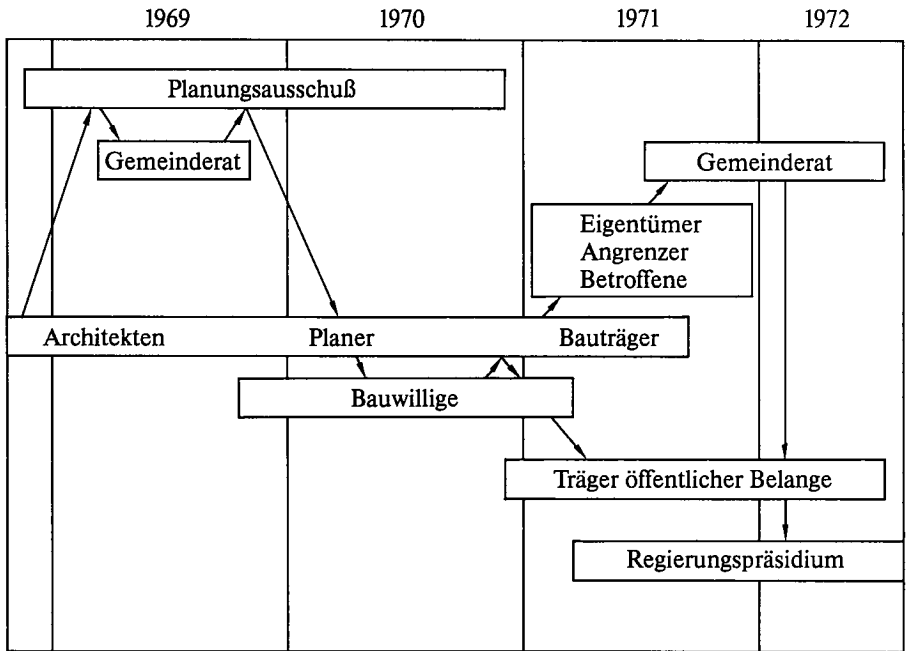 1969 1970 1971 1972
Planungsausschuß
Gemeinderat Gemeinderat
Eigentümer
Angrenzer
Betroffene
Architekten Planer Bauträger
Bauwillige
Träger öffentlicher Belange
Regierungspräsidium